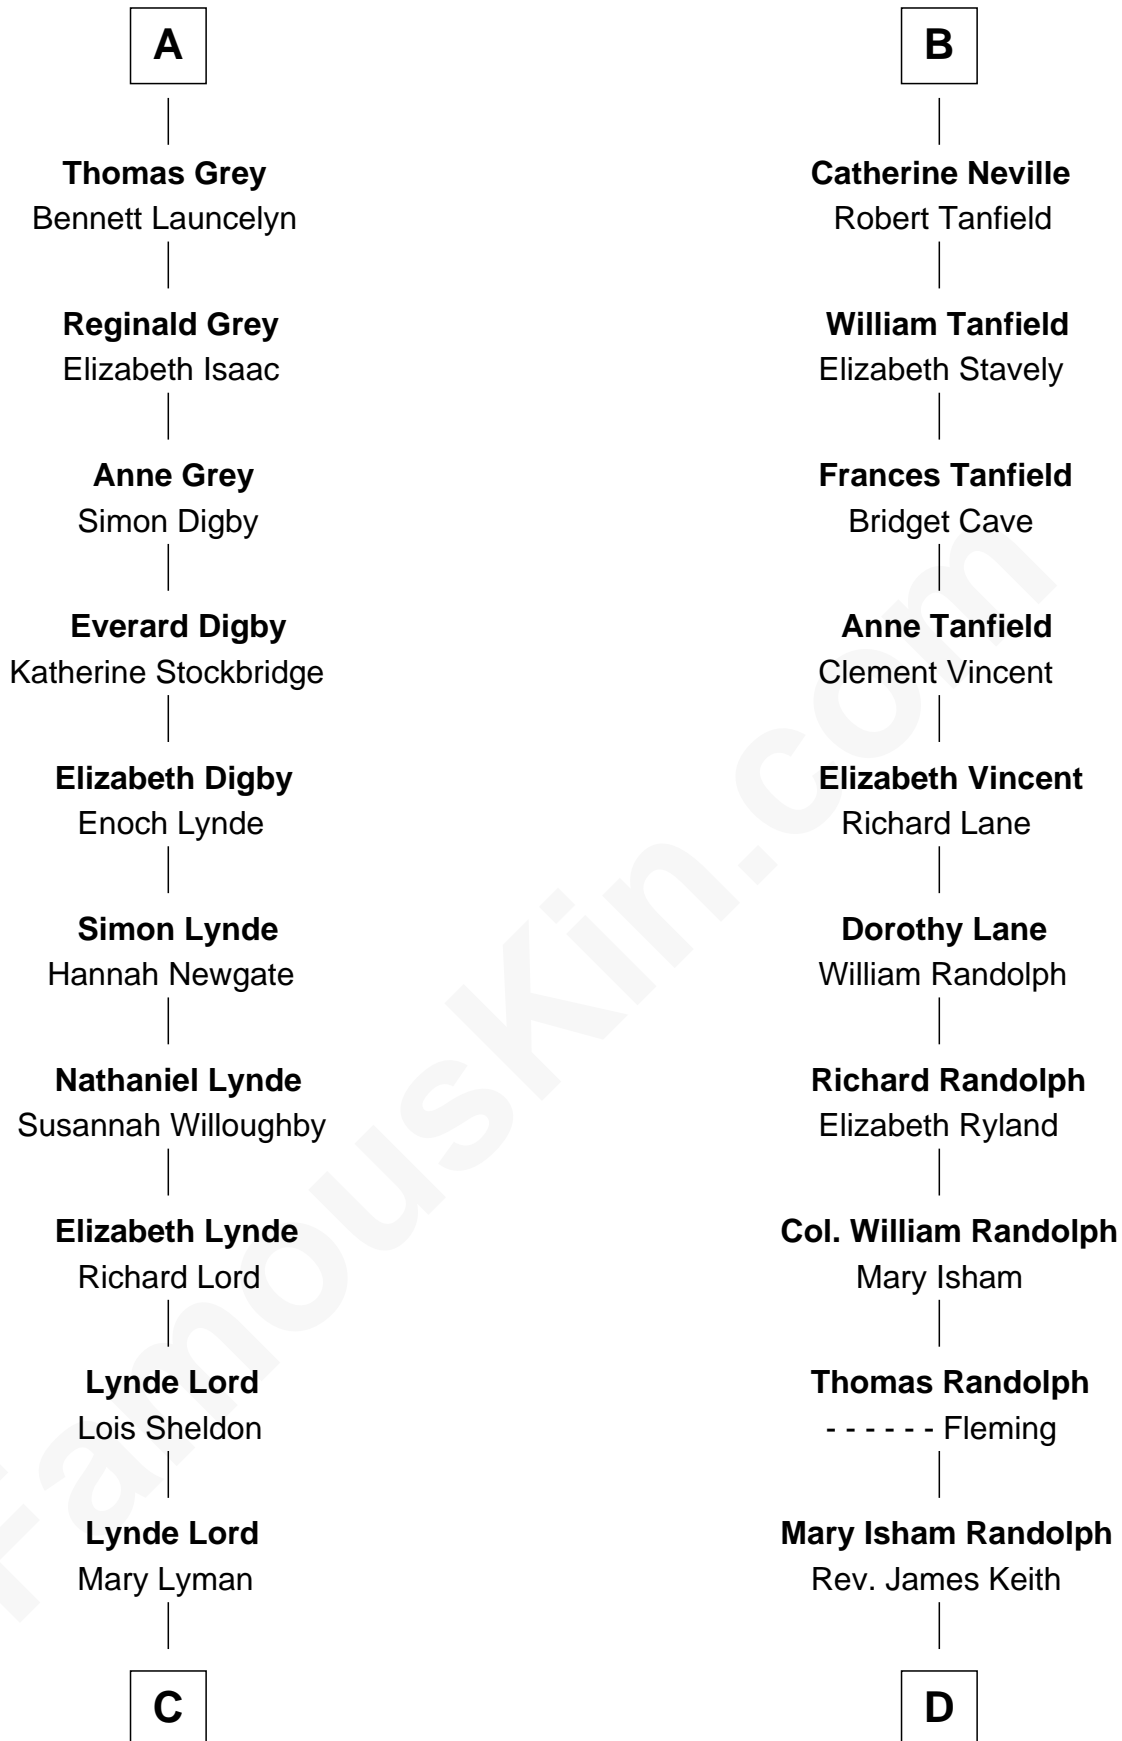 A
Thomas Grey
Bennett Launcelyn
Reginald Grey
Elizabeth Isaac
Anne Grey
Simon Digby
Everard Digby
Katherine Stockbridge
Elizabeth Digby
Enoch Lynde
Simon Lynde
Hannah Newgate
Nathaniel Lynde
Susannah Willoughby
Elizabeth Lynde
Richard Lord
Lynde Lord
Lois Sheldon
Lynde Lord
Mary Lyman
C
B
Catherine Neville
Robert Tanfield
William Tanfield
Elizabeth Stavely
Frances Tanfield
Bridget Cave
Anne Tanfield
Clement Vincent
Elizabeth Vincent
Richard Lane
Dorothy Lane
William Randolph
Richard Randolph
Elizabeth Ryland
Col. William Randolph
Mary Isham
Thomas Randolph
- - - - - - Fleming
Mary Isham Randolph
Rev. James Keith
D
FamousKin.com